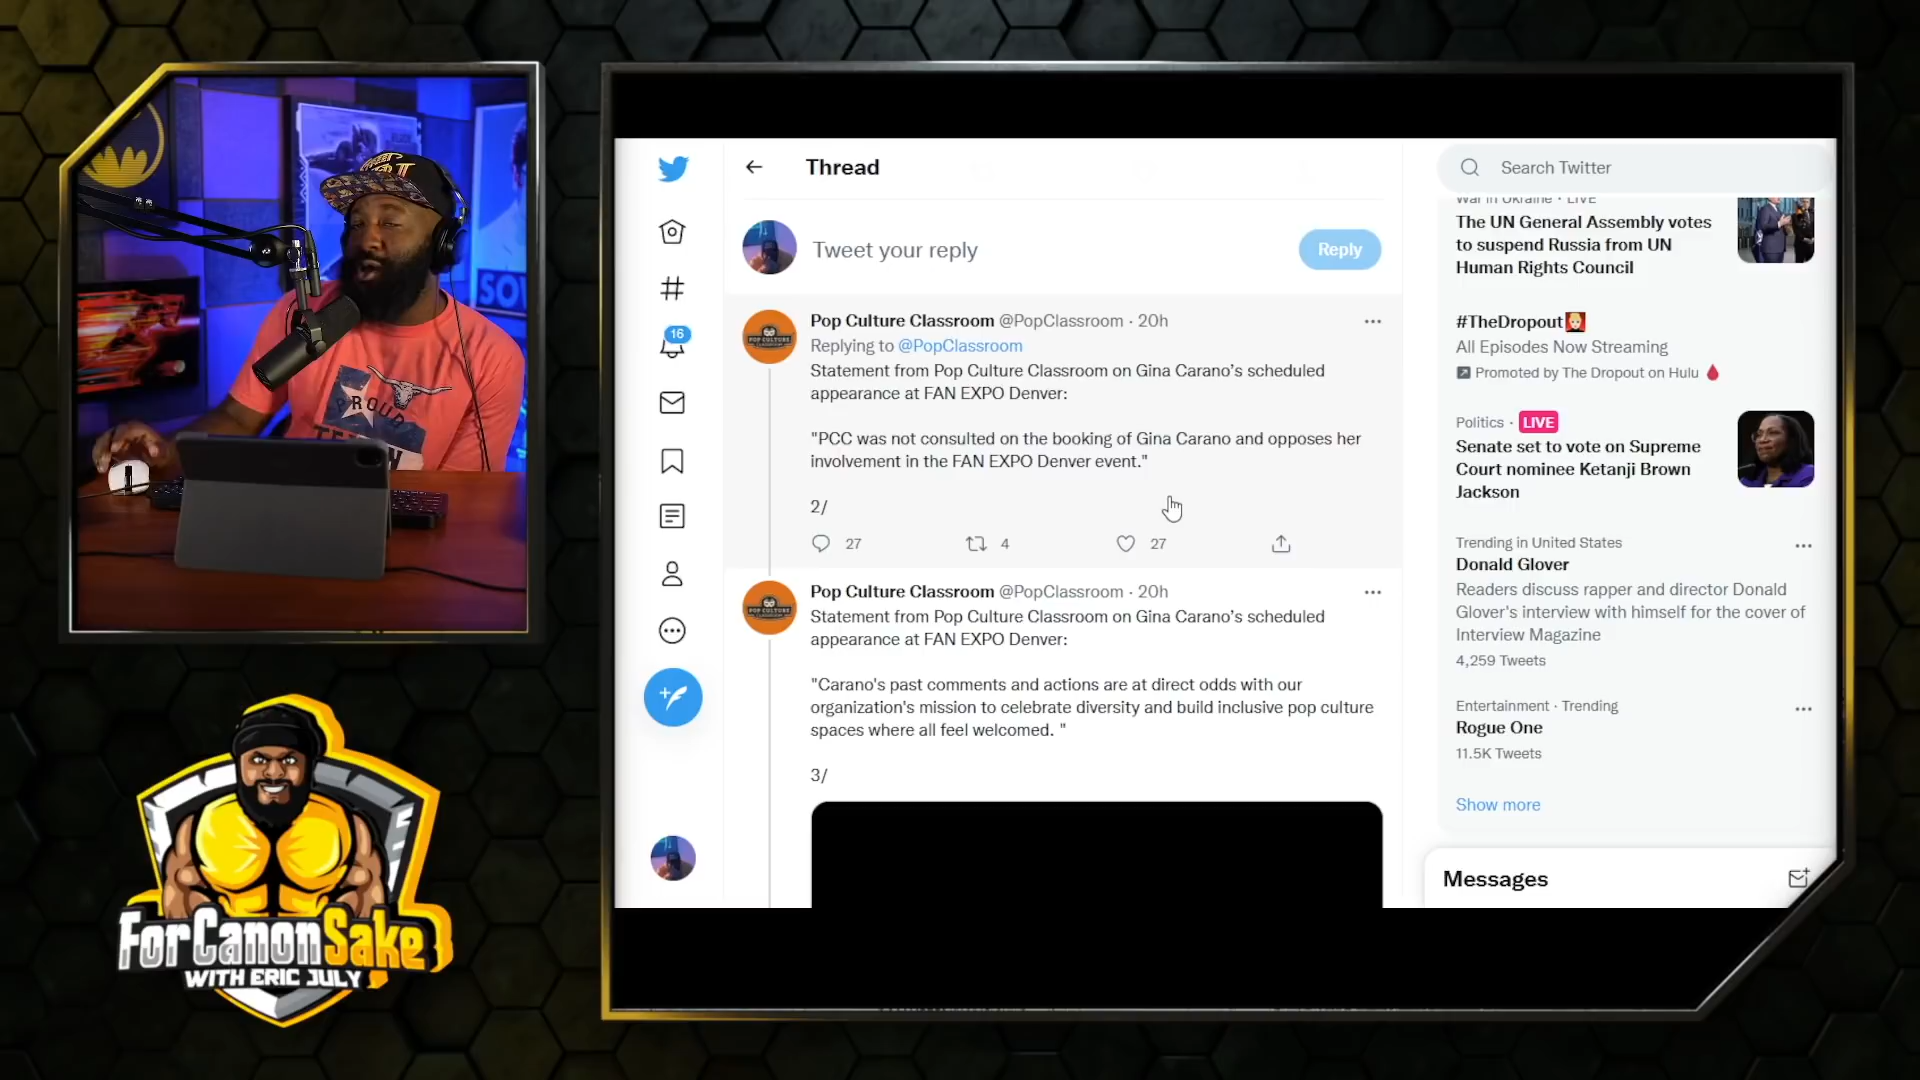 PROUD
SOV
ForCanonSake
WITH ERIC JULY
Thread
Tweet your reply
Reply
16
Pop Culture Classroom @PopClassroom · 20h
Replying to @PopClassroom
Statement from Pop Culture Classroom on Gina Carano's scheduled
appearance at FAN EXPO Denver:
"PCC was not consulted on the booking of Gina Carano and opposes her
involvement in the FAN EXPO Denver event."
2/
27 4 27
Pop Culture Classroom @PopClassroom · 20h
Statement from Pop Culture Classroom on Gina Carano's scheduled
appearance at FAN EXPO Denver:
"Carano's past comments and actions are at direct odds with our
organization's mission to celebrate diversity and build inclusive pop culture
spaces where all feel welcomed. "
3/
Search Twitter
War in Ukraine · LIVE
The UN General Assembly votes
to suspend Russia from UN
Human Rights Council
#TheDropout
All Episodes Now Streaming
Promoted by The Dropout on Hulu
Politics · LIVE
Senate set to vote on Supreme
Court nominee Ketanji Brown
Jackson
Trending in United States
Donald Glover
Readers discuss rapper and director Donald
Glover's interview with himself for the cover of
Interview Magazine
4,259 Tweets
Entertainment · Trending
Rogue One
11.5K Tweets
Show more
Messages